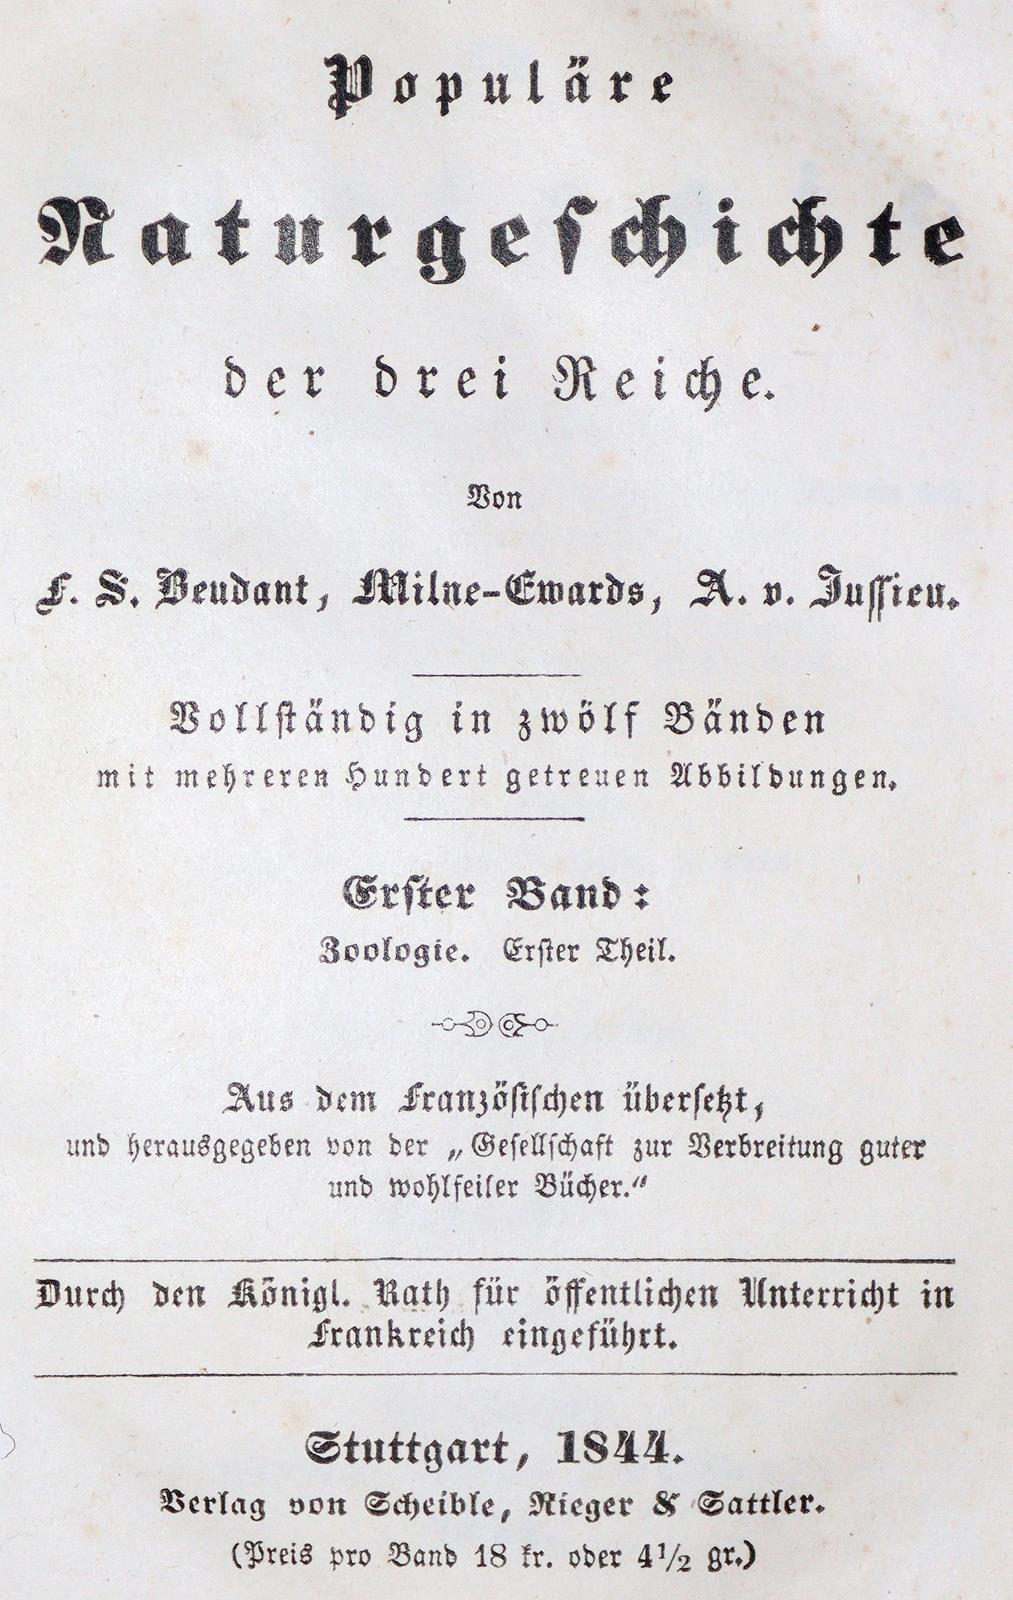 Populäre
Naturgeschichte
der drei Reiche.
Von
F. S. Beudant, Milne-Ewards, A. v. Jussieu.
Vollständig in zwölf Bänden
mit mehreren Hundert getreuen Abbildungen.
Erster Band:
Zoologie. Erster Theil.
Aus dem Französischen übersetzt,
und herausgegeben von der „Gesellschaft zur Verbreitung guter
und wohlfeiler Bücher.“
Durch den Königl. Rath für öffentlichen Unterricht in
Frankreich eingeführt.
Stuttgart, 1844.
Verlag von Scheible, Rieger & Sattler.
(Preis pro Band 18 kr. oder 4½ gr.)